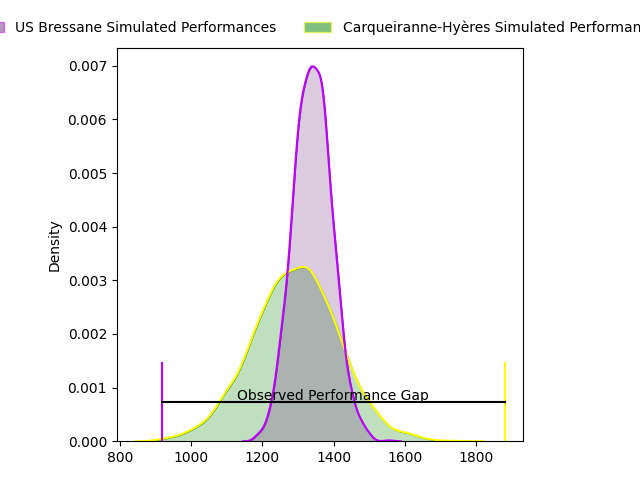 US Bressane Simulated Performances
Carqueiranne-Hyères Simulated
0.007
0.006
0.005
0.004
0.003
0.002
0.001
0.000
Density
Observed Performance Gap
800 1000 1200 1400 1600 1800